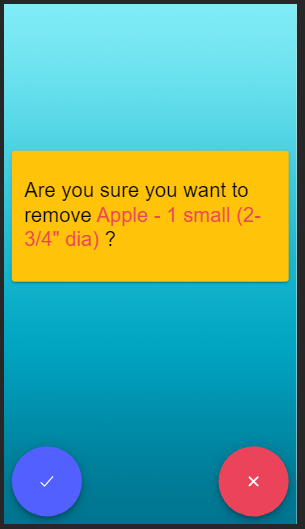 Are you sure you want to
remove Apple - 1 small (2-
3/4" dia) ?